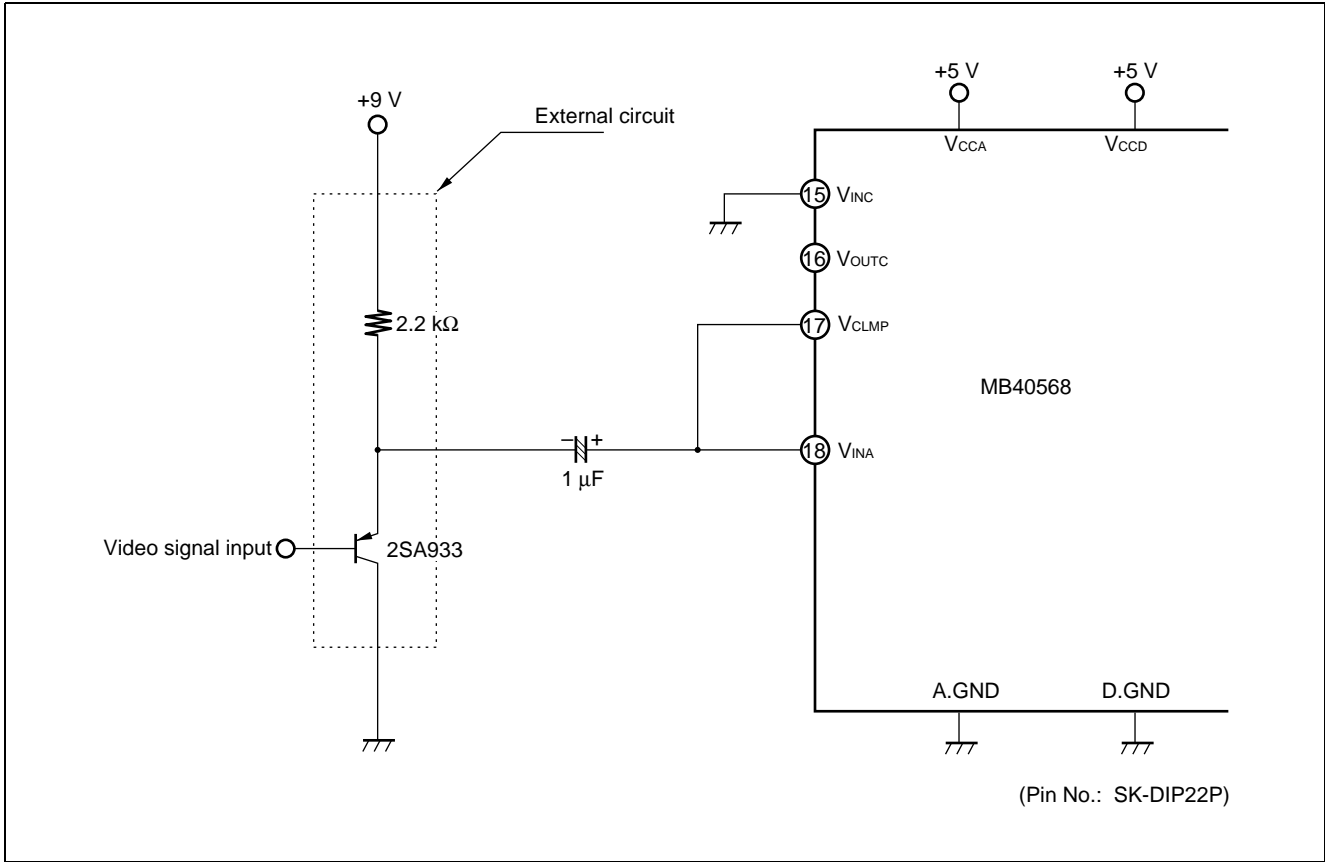 +5 V
+5 V
+9 V
External circuit
VCCA
VCCD
15 VINC
16 VOUTC
2.2 kΩ
17 VCLMP
MB40568
– +
18 VINA
1 μF
Video signal input
2SA933
A.GND
D.GND
(Pin No.: SK-DIP22P)